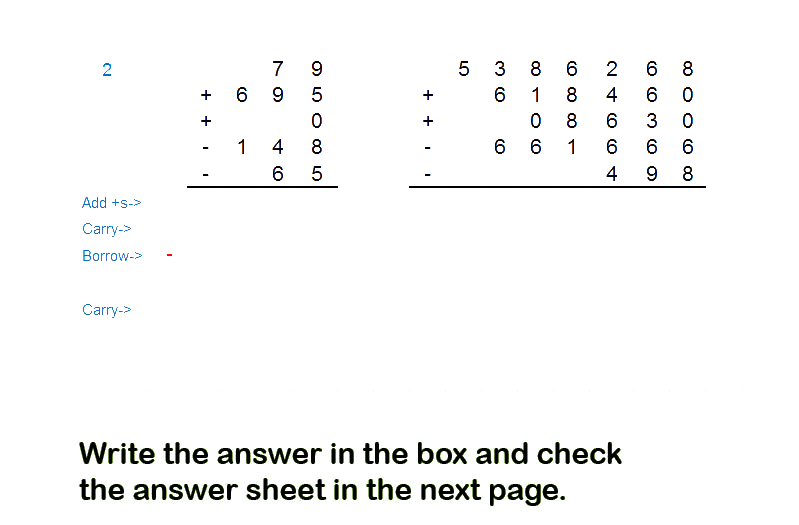 2 7 9 5 3 8 6 2 6 8
+ 6 9 5 + 6 1 8 4 6 0
+ 0 + 0 8 6 3 0
- 1 4 8 - 6 6 1 6 6 6
- 6 5 - 4 9 8
Add +s->
Carry->
Borrow-> -
Carry->
Write the answer in the box and check
the answer sheet in the next page.